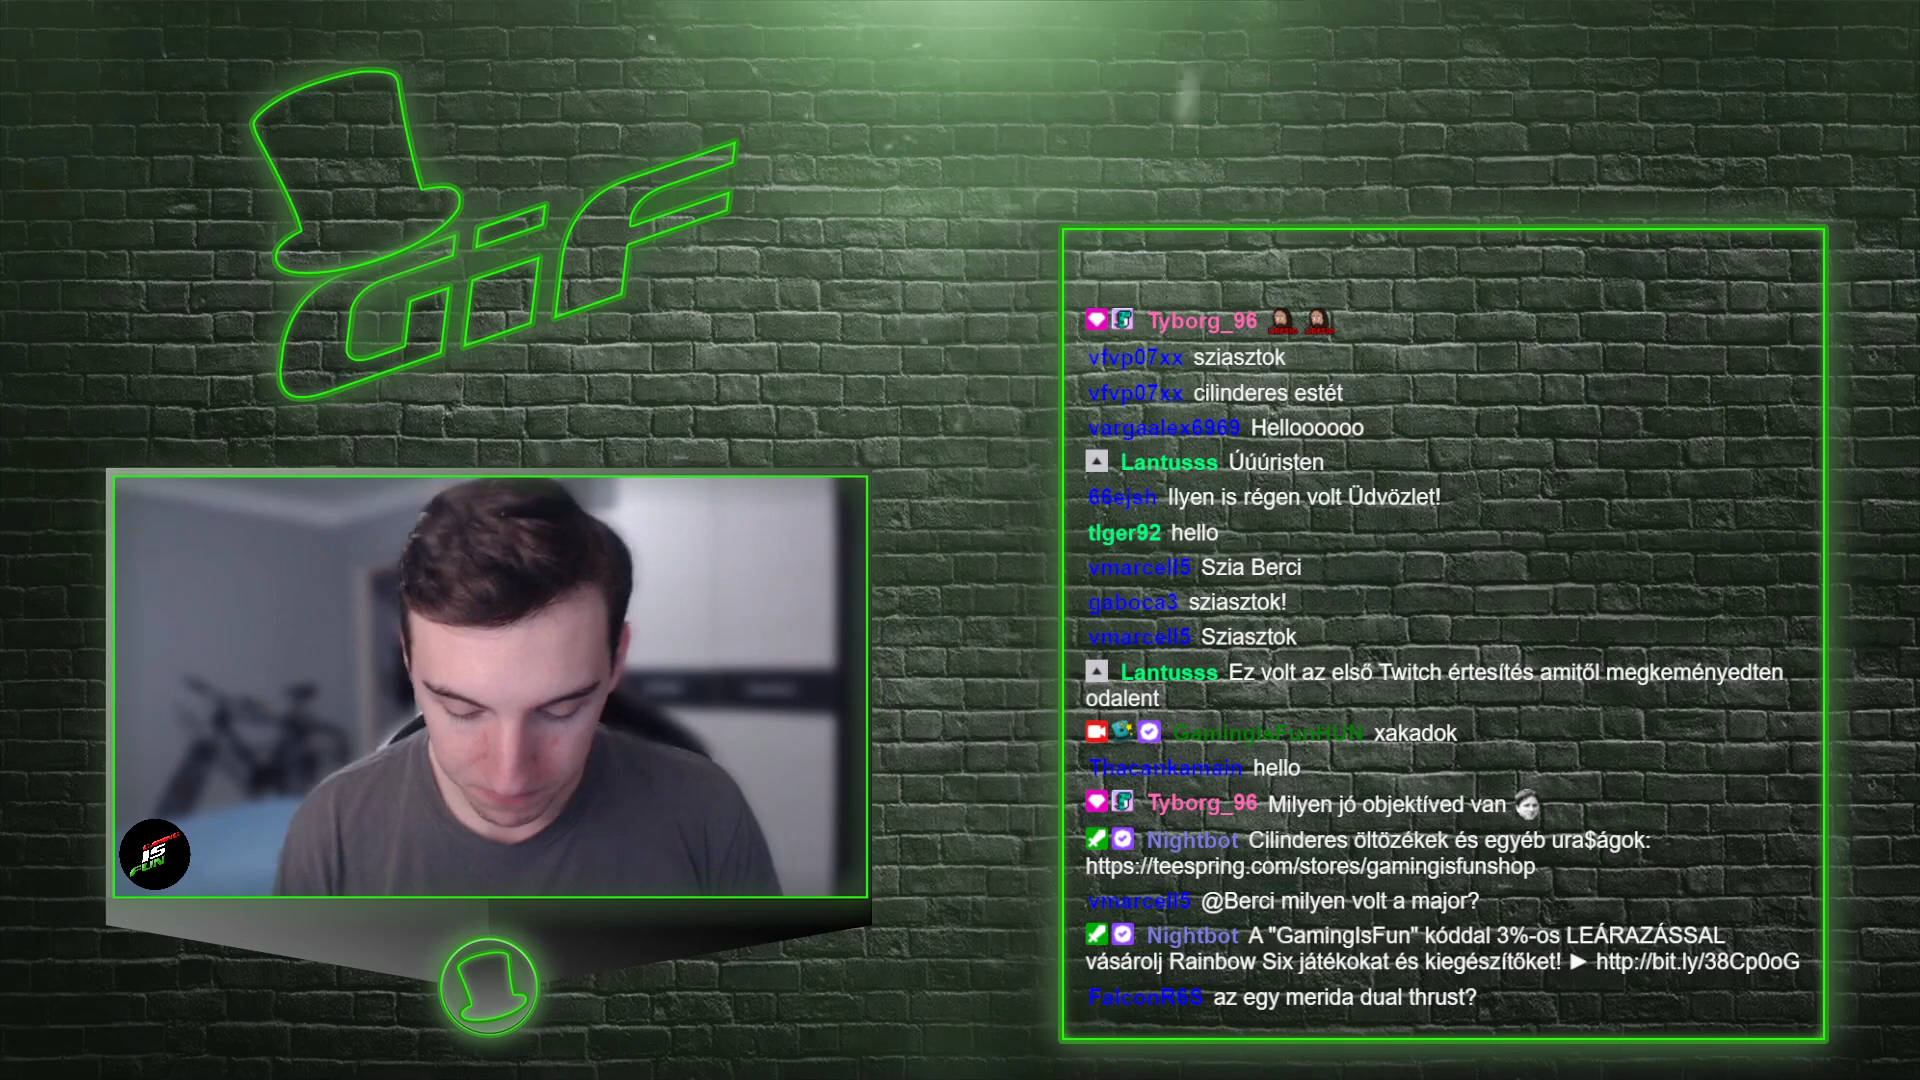 GiF
GAMING
IS
FUN
Tyborg_96
vfvp07xx sziasztok
vfvp07xx cilinderes estét
vargaalex6969 /Helloooooo
Lantusss Úúúristen
66ejsh Ilyen is régen volt Üdvözlet!
tlger92 hello
vmarcell5 Szia Berci
gaboca3 sziasztok!
vmarcell5 Sziasztok
Lantusss Ez volt az első Twitch értesítés amitől megkeményedten
odalent
GamingIsFunHUN xakadok
Thacankamain hello
Tyborg_96 Milyen jó objektíved van
Nightbot Cilinderes öltözékek és egyéb ura$ágok:
https://teespring.com/stores/gamingisfunshop
vmarcell5 @Berci milyen volt a major?
Nightbot A "GamingIsFun" kóddal 3%-os LEÁRAZÁSSAL
vásárolj Rainbow Six játékokat és kiegészítőket! ► http://bit.ly/38Cp0oG
FalconR6S az egy merida dual thrust?